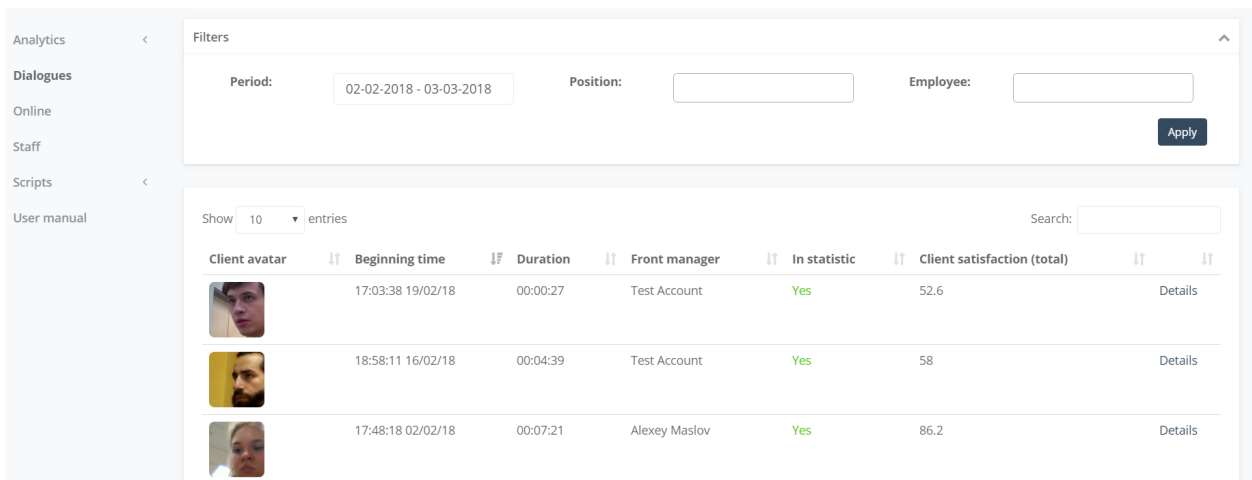 Analytics
Dialogues
Online
Staff
Scripts
User manual
Filters
Period: 02-02-2018 - 03-03-2018 Position: Employee:
Apply
Show 10 entries Search:
Client avatar Beginning time Duration Front manager In statistic Client satisfaction (total)
17:03:38 19/02/18 00:00:27 Test Account Yes 52.6 Details
18:58:11 16/02/18 00:04:39 Test Account Yes 58 Details
17:48:18 02/02/18 00:07:21 Alexey Maslov Yes 86.2 Details